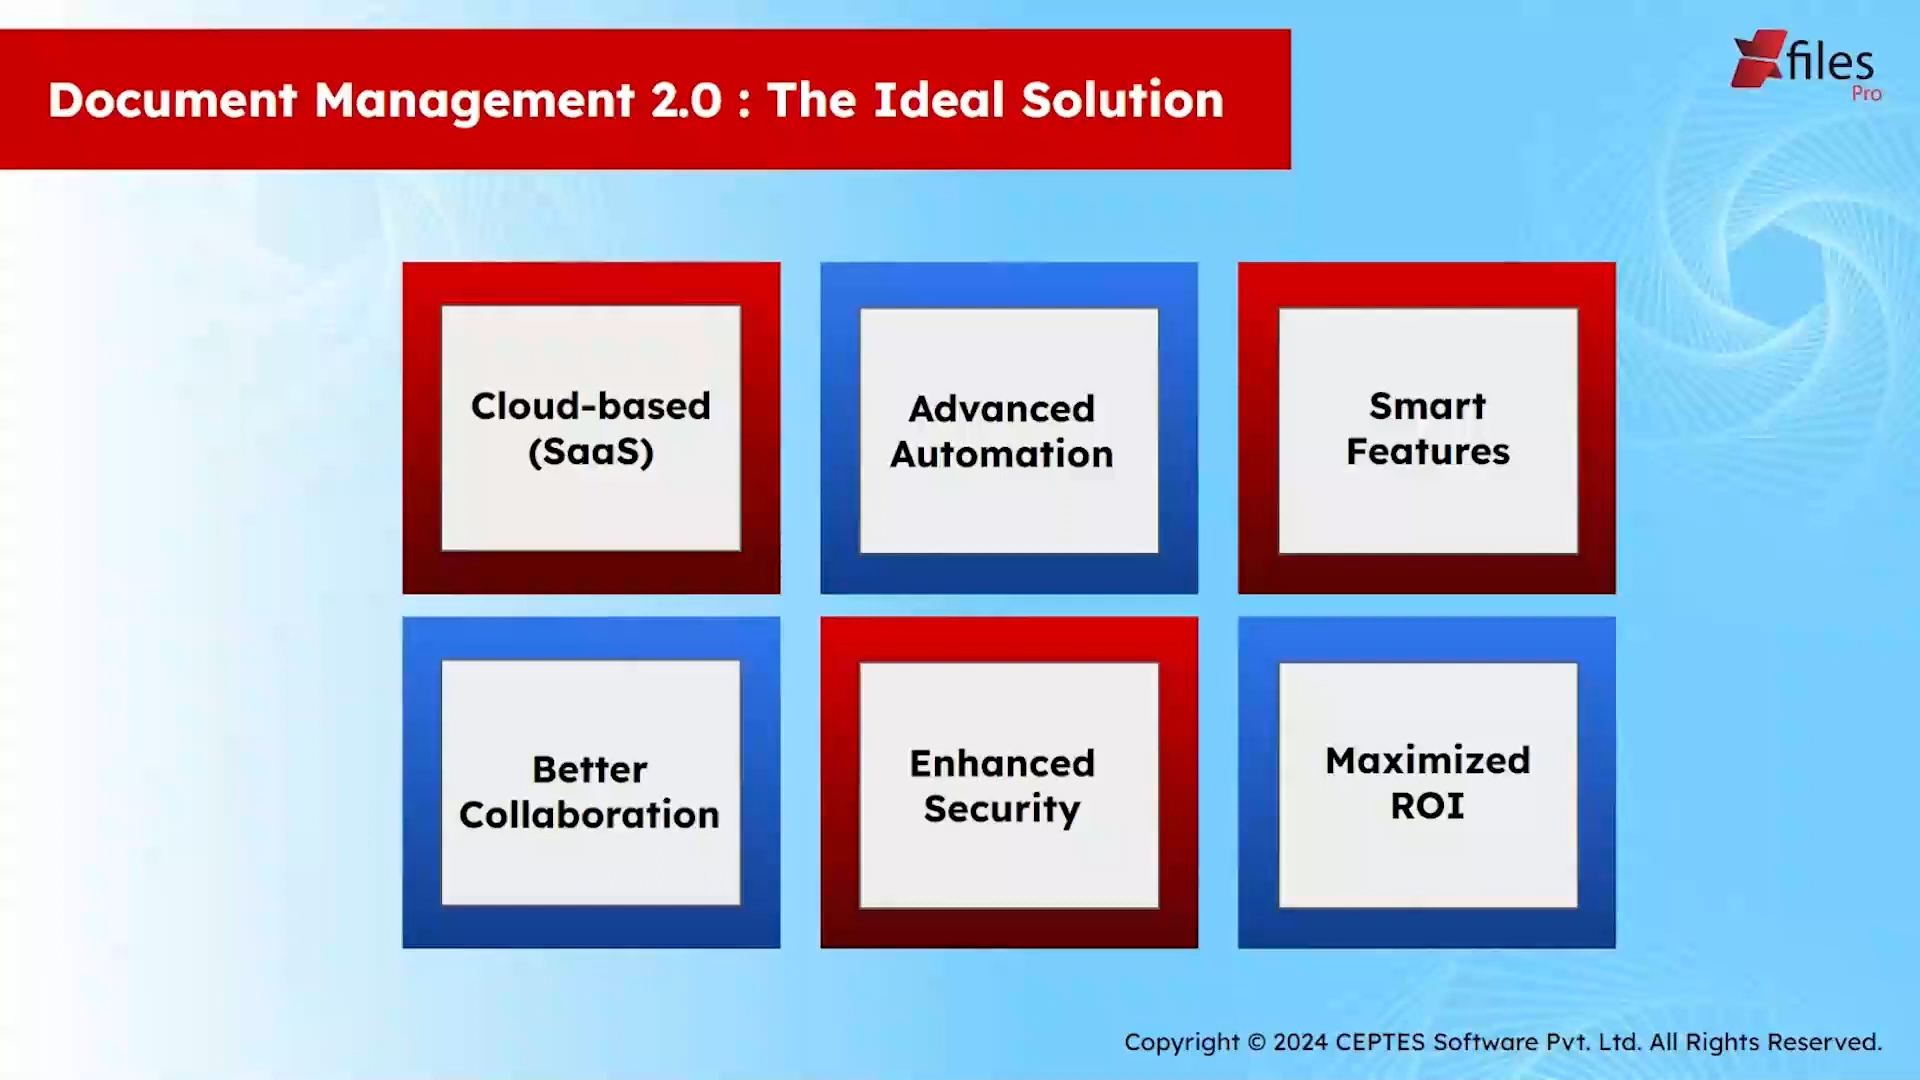 Document Management 2.0 : The Ideal Solution
Xfiles
Pro
Cloud-based
(SaaS)
Advanced
Automation
Smart
Features
Better
Collaboration
Enhanced
Security
Maximized
ROI
Copyright © 2024 CEPTES Software Pvt. Ltd. All Rights Reserved.